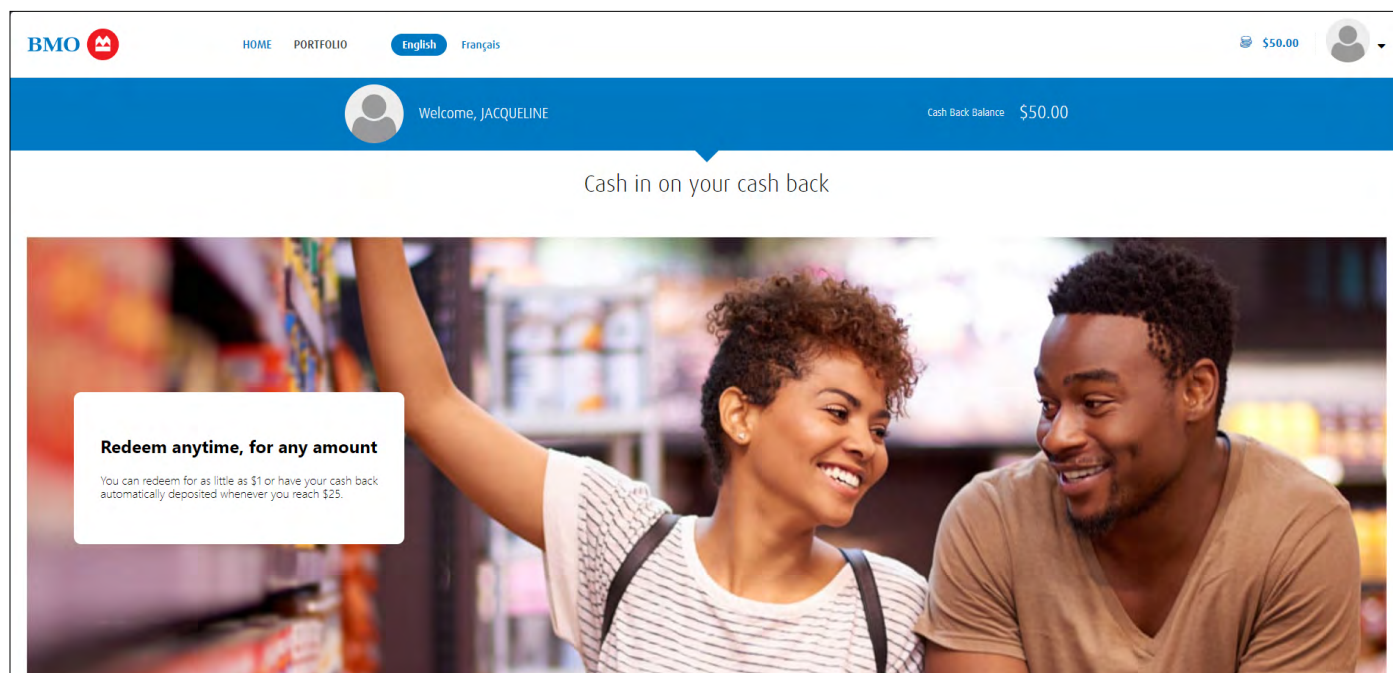 BMO
HOME PORTFOLIO English Français
$50.00
Welcome, JACQUELINE
Cash Back Balance $50.00
Cash in on your cash back
Redeem anytime, for any amount
You can redeem for as little as $1 or have your cash back
automatically deposited whenever you reach $25.